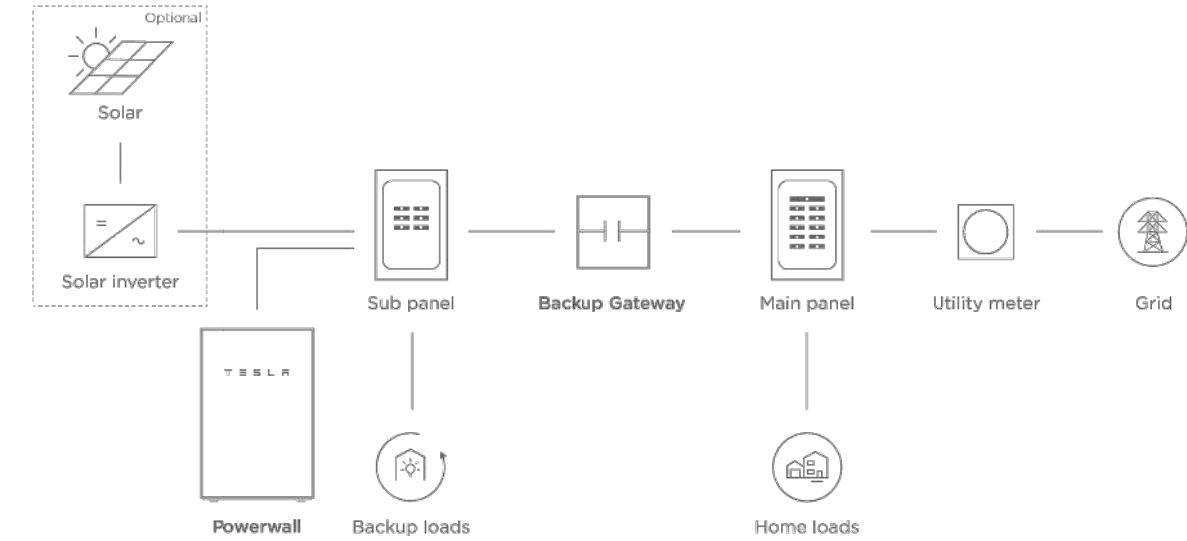 Optional
Solar
Solar inverter
Sub panel
Backup Gateway
Main panel
Utility meter
Grid
TESLA
Powerwall
Backup loads
Home loads